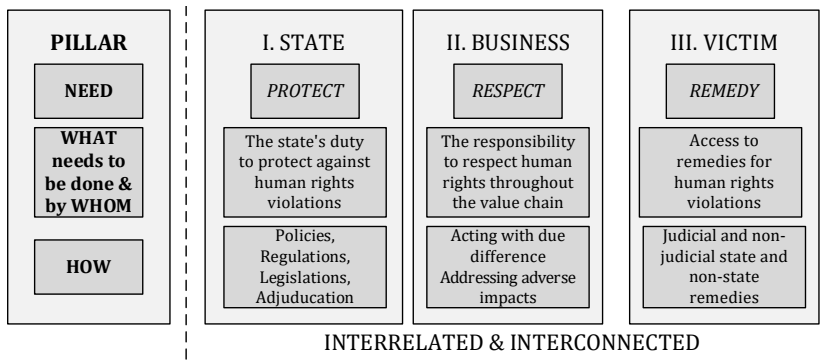 PILLAR
NEED
WHAT
needs to
be done &
by WHOM
HOW
I. STATE
PROTECT
The state's duty
to protect against
human rights
violations
Policies,
Regulations,
Legislations,
Adjuducation
II. BUSINESS
RESPECT
The responsibility
to respect human
rights throughout
the value chain
Acting with due
difference
Addressing adverse
impacts
III. VICTIM
REMEDY
Access to
remedies for
human rights
violations
Judicial and non-
judicial state and
non-state
remedies
INTERRELATED & INTERCONNECTED